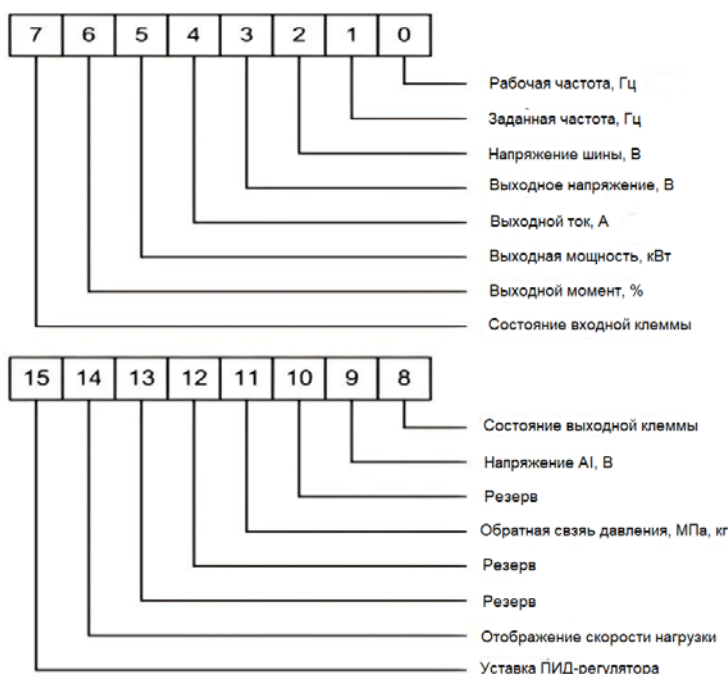 7 6 5 4 3 2 1 0
Рабочая частота, Гц
Заданная частота, Гц
Напряжение шины, В
Выходное напряжение, В
Выходной ток, А
Выходная мощность, кВт
Выходной момент, %
Состояние входной клеммы
15 14 13 12 11 10 9 8
Состояние выходной клеммы
Напряжение AI, В
Резерв
Обратная свзяь давления, МПа, кг
Резерв
Резерв
Отображение скорости нагрузки
Уставка ПИД-регулятора